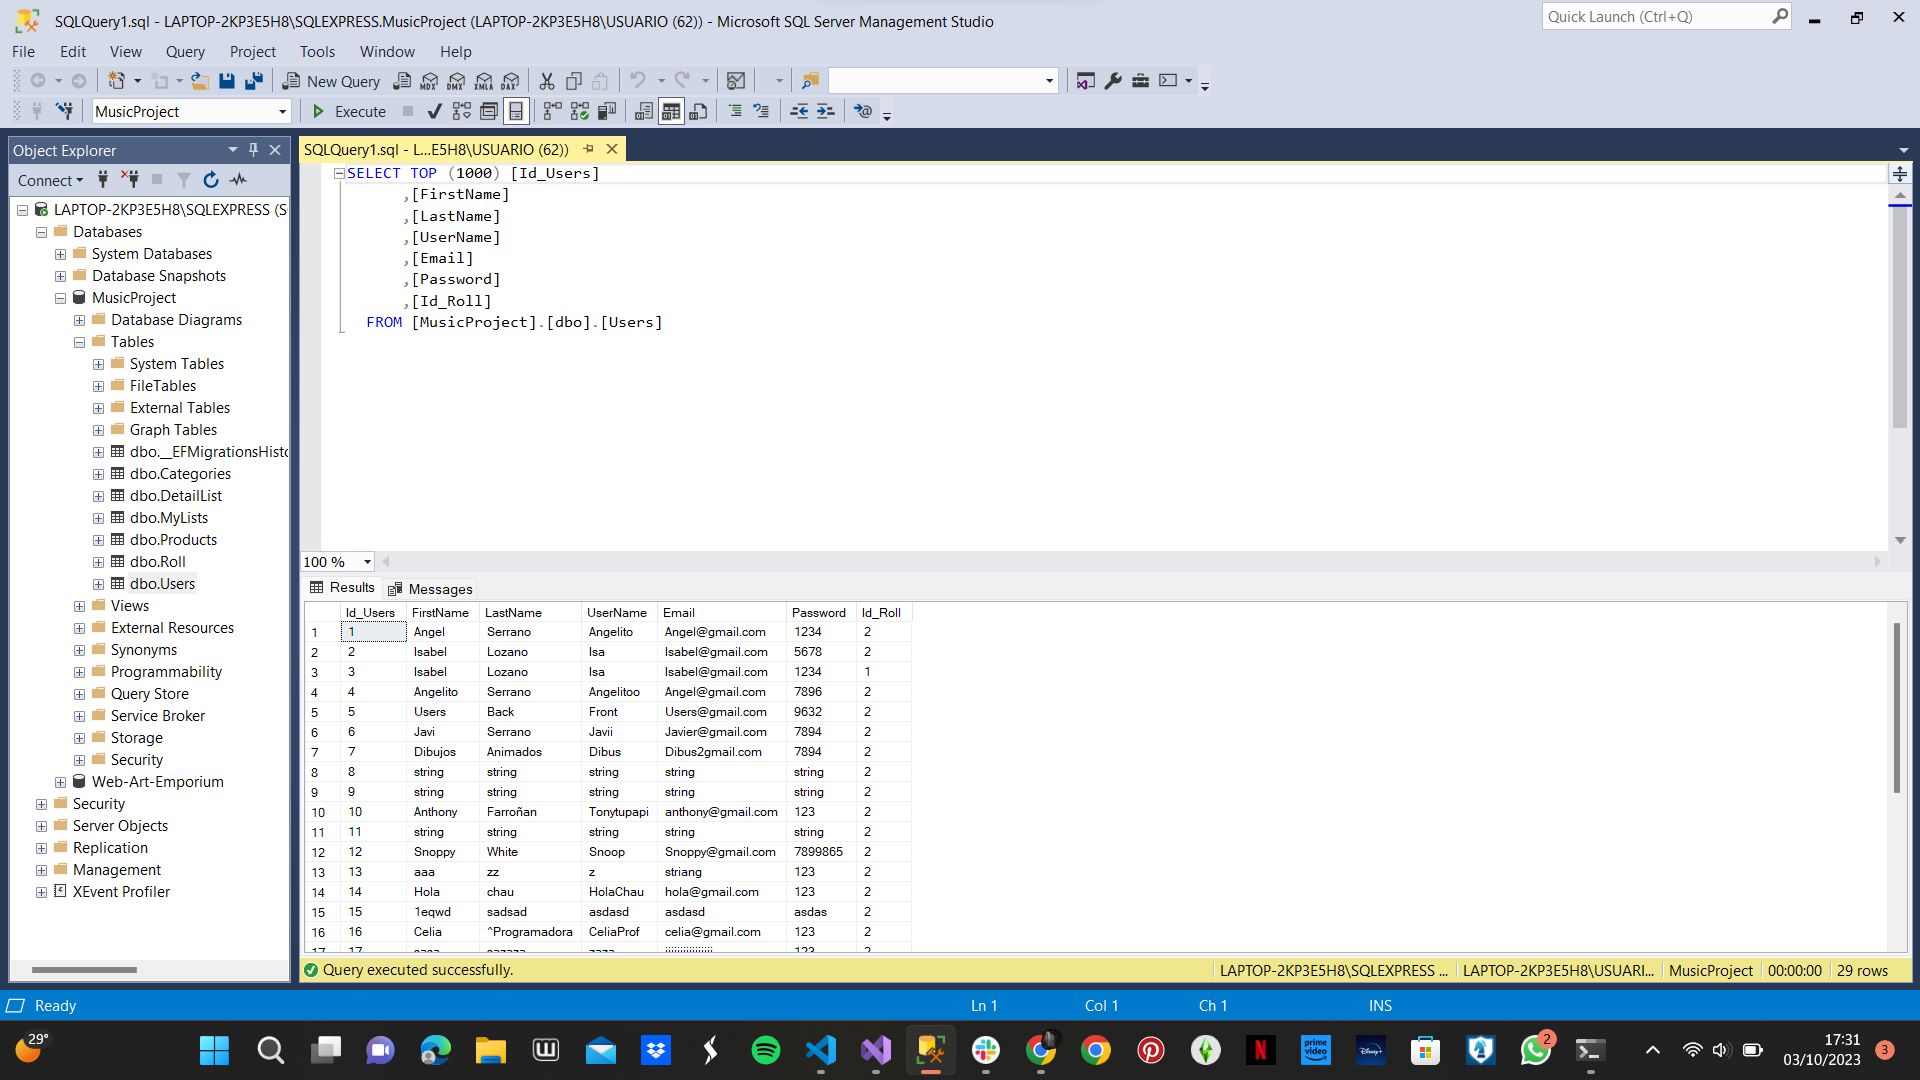 SQLQuery1.sql - LAPTOP-2KP3E5H8\SQLEXPRESS.MusicProject (LAPTOP-2KP3E5H8\USUARIO (62)) - Microsoft SQL Server Management Studio
Quick Launch (Ctrl+Q)
File Edit View Query Project Tools Window Help
New Query MDX DMX XMLA DAX
MusicProject Execute
Object Explorer
SQLQuery1.sql - L...E5H8\USUARIO (62))
Connect
LAPTOP-2KP3E5H8\SQLEXPRESS (S
Databases
System Databases
Database Snapshots
MusicProject
Database Diagrams
Tables
System Tables
FileTables
External Tables
Graph Tables
dbo.__EFMigrationsHisto
dbo.Categories
dbo.DetailList
dbo.MyLists
dbo.Products
dbo.Roll
dbo.Users
Views
External Resources
Synonyms
Programmability
Query Store
Service Broker
Storage
Security
Web-Art-Emporium
Security
Server Objects
Replication
Management
XEvent Profiler
SELECT TOP (1000) [Id_Users]
,[FirstName]
,[LastName]
,[UserName]
,[Email]
,[Password]
,[Id_Roll]
FROM [MusicProject].[dbo].[Users]
100 %
Results Messages
Id_Users FirstName LastName UserName Email Password Id_Roll
1 1 Angel Serrano Angelito Angel@gmail.com 1234 2
2 2 Isabel Lozano Isa Isabel@gmail.com 5678 2
3 3 Isabel Lozano Isa Isabel@gmail.com 1234 1
4 4 Angelito Serrano Angelitoo Angel@gmail.com 7896 2
5 5 Users Back Front Users@gmail.com 9632 2
6 6 Javi Serrano Javii Javier@gmail.com 7894 2
7 7 Dibujos Animados Dibus Dibus2gmail.com 7894 2
8 8 string string string string string 2
9 9 string string string string string 2
10 10 Anthony Farroñan Tonytupapi anthony@gmail.com 123 2
11 11 string string string string string 2
12 12 Snoppy White Snoop Snoppy@gmail.com 7899865 2
13 13 aaa zz z striang 123 2
14 14 Hola chau HolaChau hola@gmail.com 123 2
15 15 1eqwd sadsad asdasd asdasd asdas 2
16 16 Celia ^Programadora CeliaProf celia@gmail.com 123 2
17 17 123 2
Query executed successfully.
LAPTOP-2KP3E5H8\SQLEXPRESS ... LAPTOP-2KP3E5H8\USUARI... MusicProject 00:00:00 29 rows
Ready Ln 1 Col 1 Ch 1 INS
29°
prime video
Disney+
2
17:31
03/10/2023
3